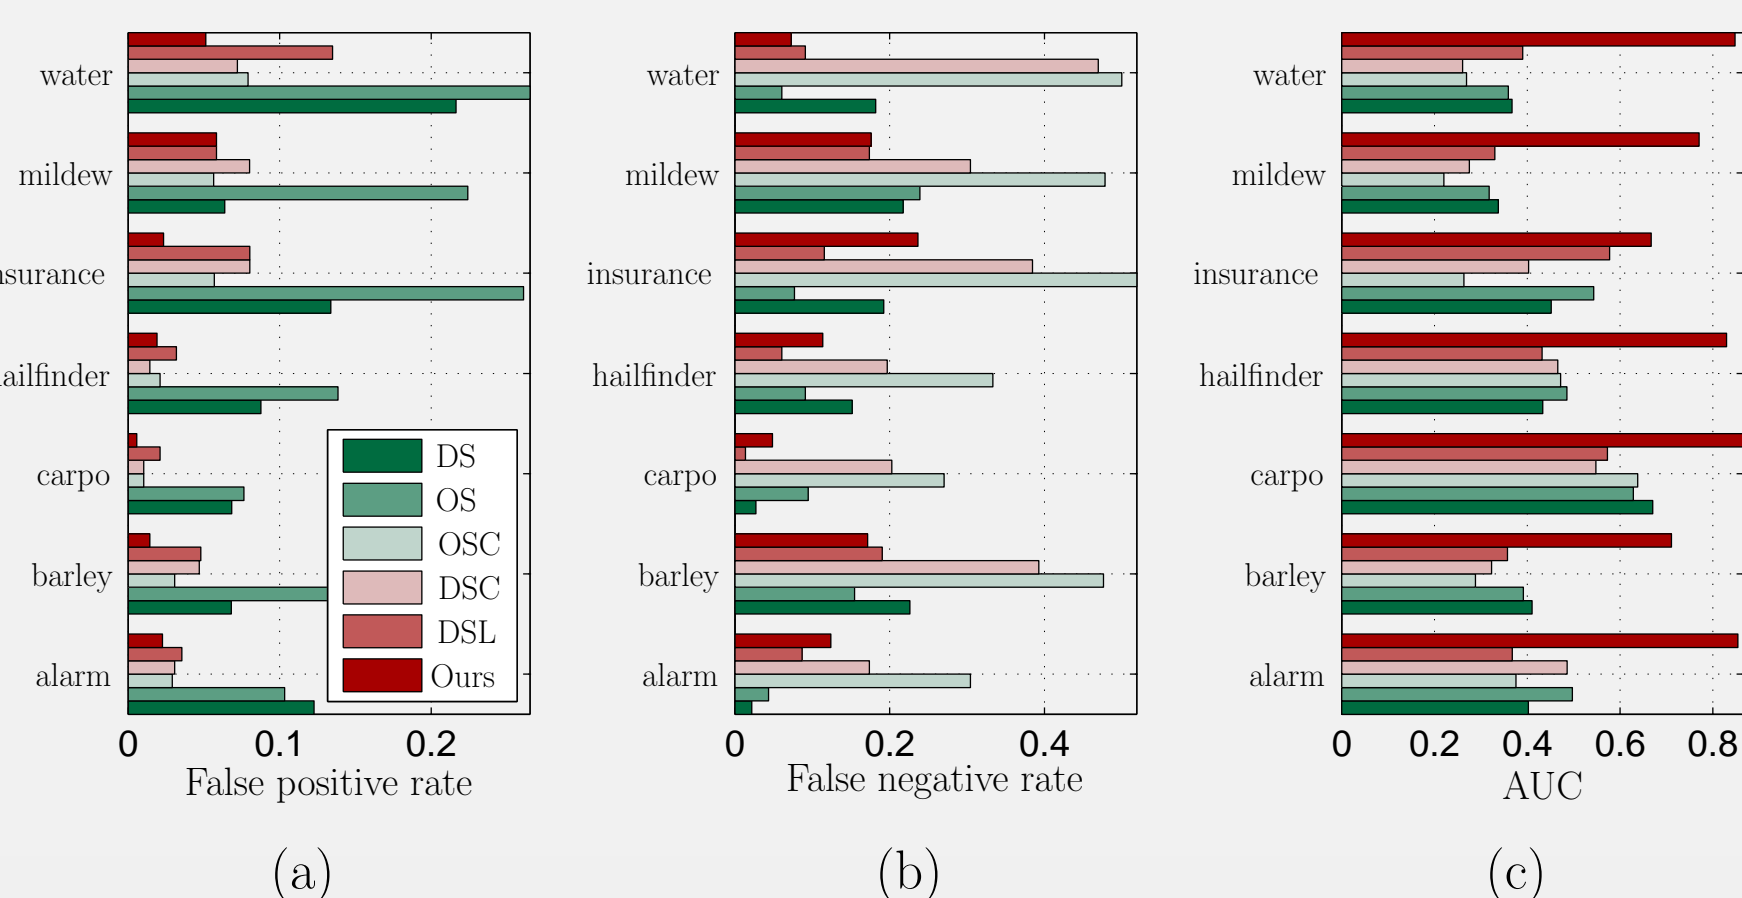 water
mildew
nsurance
ailfinder
carpo
barley
alarm
0 0.1 0.2
False positive rate
DS
OS
OSC
DSC
DSL
Ours
(a)
water
mildew
insurance
hailfinder
carpo
barley
alarm
0 0.2 0.4
False negative rate
(b)
water
mildew
insurance
hailfinder
carpo
barley
alarm
0 0.2 0.4 0.6 0.8
AUC
(c)